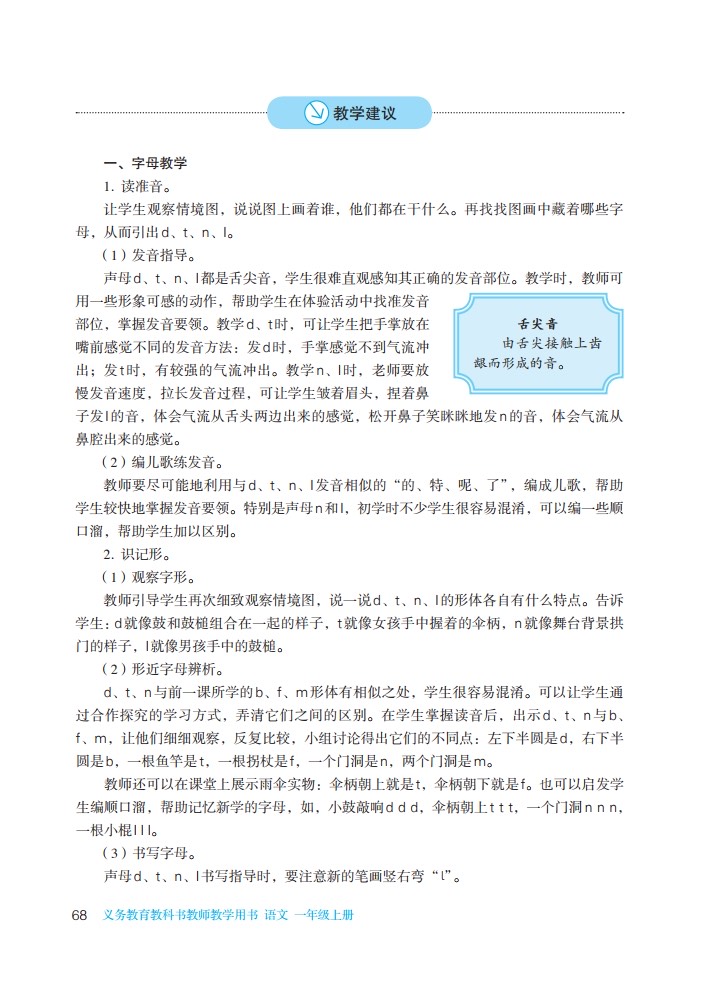 教学建议
一、字母教学
1. 读准音。
让学生观察情境图，说说图上画着谁，他们都在干什么。再找找图画中藏着哪些字
母，从而引出d、t、n、l。
（1）发音指导。
声母d、t、n、l都是舌尖音，学生很难直观感知其正确的发音部位。教学时，教师可
用一些形象可感的动作，帮助学生在体验活动中找准发音
部位，掌握发音要领。教学d、t时，可让学生把手掌放在
嘴前感觉不同的发音方法：发d时，手掌感觉不到气流冲
出；发t时，有较强的气流冲出。教学n、l时，老师要放
慢发音速度，拉长发音过程，可让学生皱着眉头，捏着鼻
子发l的音，体会气流从舌头两边出来的感觉，松开鼻子笑眯眯地发n的音，体会气流从
鼻腔出来的感觉。
舌尖音
由舌尖接触上齿
龈而形成的音。
（2）编儿歌练发音。
教师要尽可能地利用与d、t、n、l发音相似的“的、特、呢、了”，编成儿歌，帮助
学生较快地掌握发音要领。特别是声母n和l，初学时不少学生很容易混淆，可以编一些顺
口溜，帮助学生加以区别。
2. 识记形。
（1）观察字形。
教师引导学生再次细致观察情境图，说一说d、t、n、l的形体各自有什么特点。告诉
学生：d就像鼓和鼓槌组合在一起的样子，t就像女孩手中握着的伞柄，n就像舞台背景拱
门的样子，l就像男孩手中的鼓槌。
（2）形近字母辨析。
d、t、n与前一课所学的b、f、m形体有相似之处，学生很容易混淆。可以让学生通
过合作探究的学习方式，弄清它们之间的区别。在学生掌握读音后，出示d、t、n与b、
f、m，让他们细细观察，反复比较，小组讨论得出它们的不同点：左下半圆是d，右下半
圆是b，一根鱼竿是t，一根拐杖是f，一个门洞是n，两个门洞是m。
教师还可以在课堂上展示雨伞实物：伞柄朝上就是t，伞柄朝下就是f。也可以启发学
生编顺口溜，帮助记忆新学的字母，如，小鼓敲响d d d，伞柄朝上t t t，一个门洞n n n，
一根小棍l l l。
（3）书写字母。
声母d、t、n、l书写指导时，要注意新的笔画竖右弯“㇄”。
68 义务教育教科书教师教学用书 语文 一年级上册